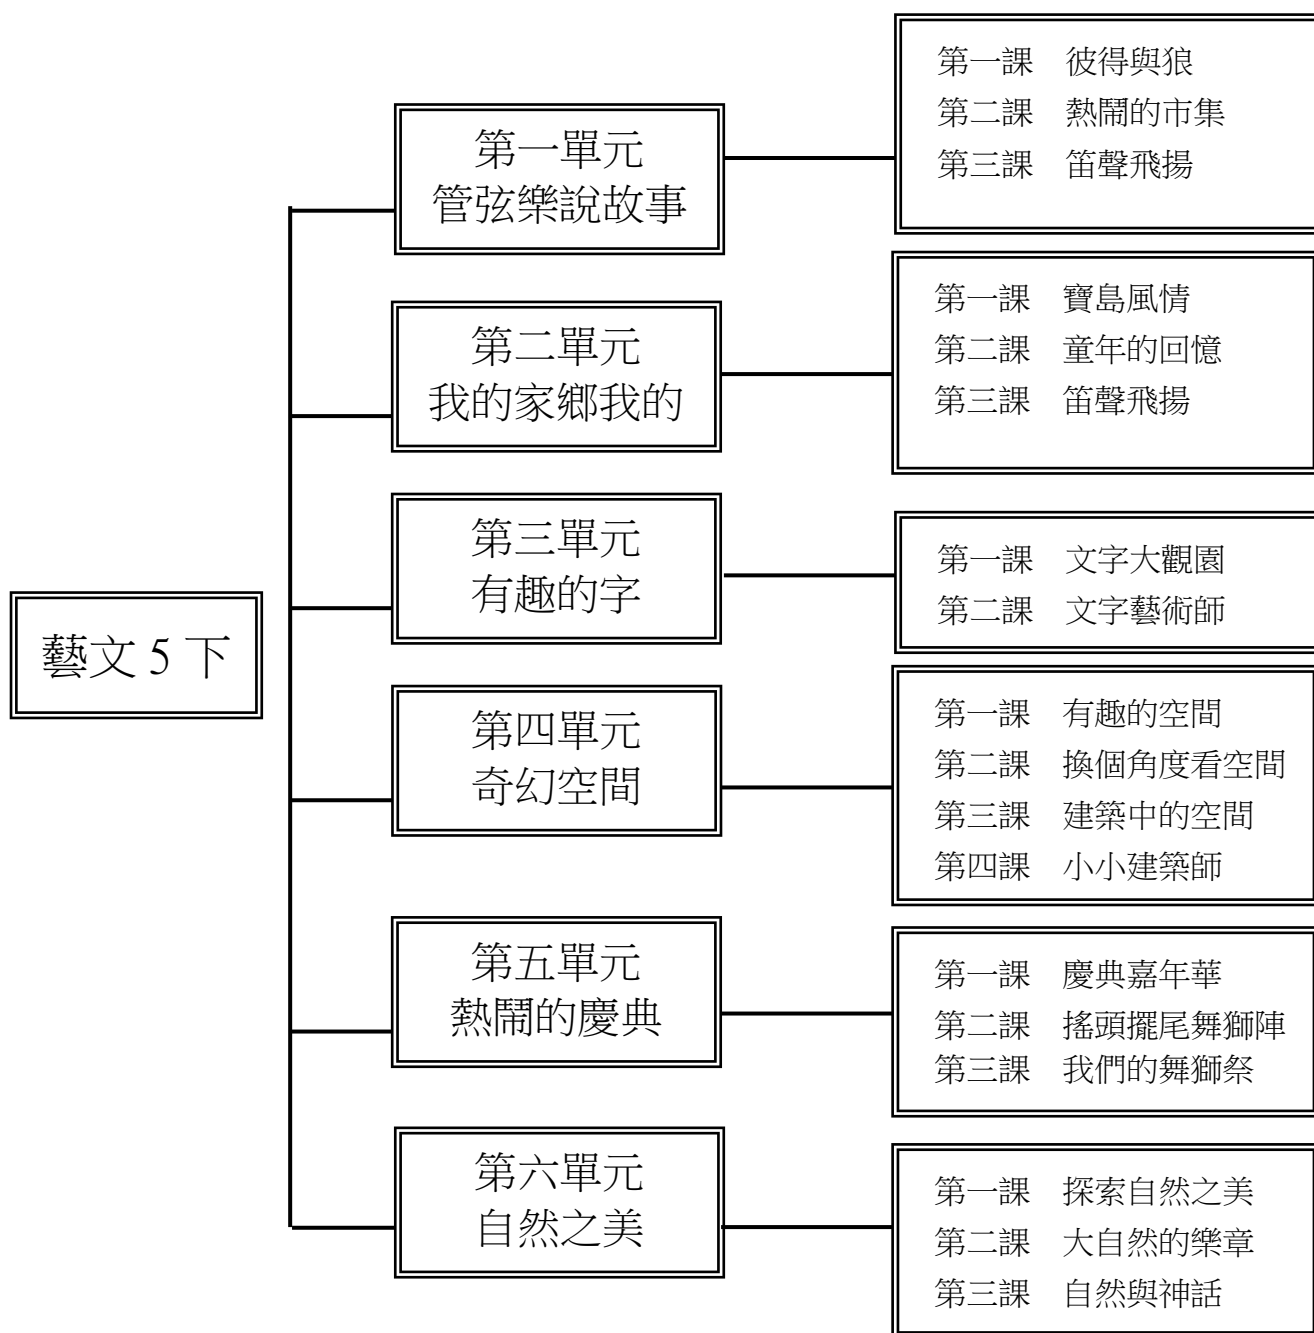 藝文5下
第一單元
管弦樂說故事
第一課　彼得與狼
第二課　熱鬧的市集
第三課　笛聲飛揚
第二單元
我的家鄉我的
第一課　寶島風情
第二課　童年的回憶
第三課　笛聲飛揚
第三單元
有趣的字
第一課　文字大觀園
第二課　文字藝術師
第四單元
奇幻空間
第一課　有趣的空間
第二課　換個角度看空間
第三課　建築中的空間
第四課　小小建築師
第五單元
熱鬧的慶典
第一課　慶典嘉年華
第二課　搖頭擺尾舞獅陣
第三課　我們的舞獅祭
第六單元
自然之美
第一課　探索自然之美
第二課　大自然的樂章
第三課　自然與神話